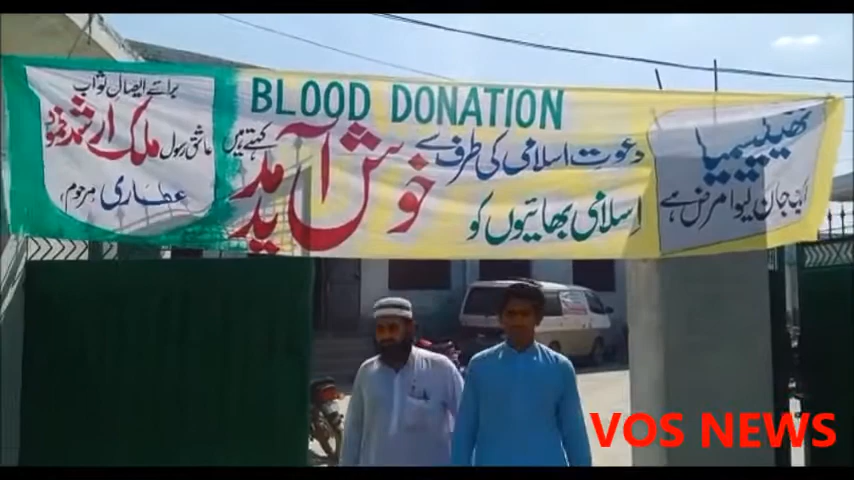 برائے ایصالِ ثواب
عاشقِ رسول ملک ارشد محمود
عطاری (مرحوم)
BLOOD DONATION
دعوتِ اسلامی کی طرف سے
اسلامی بھائیوں کو
خوش آمدید
کہتے ہیں
تھیلیسیمیا
ایک جان لیوا مرض ہے
VOS NEWS